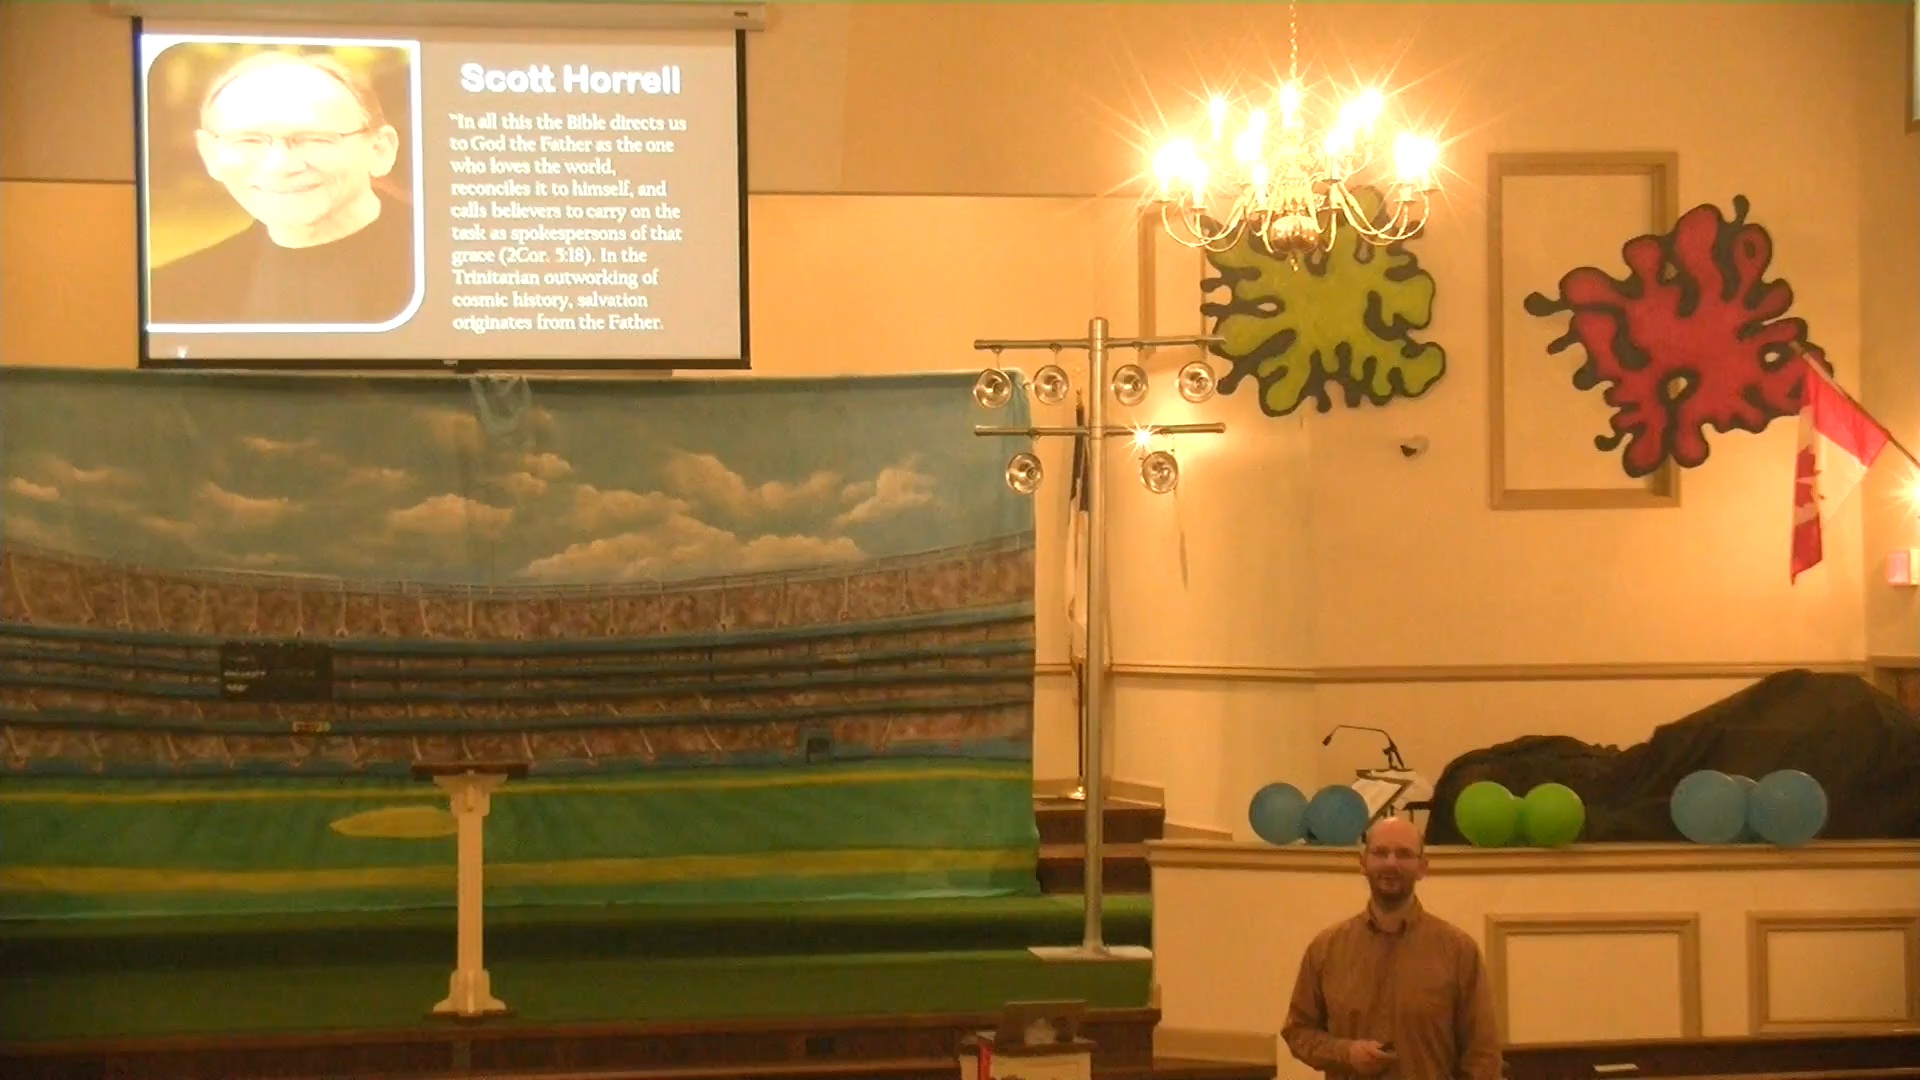 Scott Horrell
"In all this the Bible directs us
to God the Father as the one
who loves the world,
reconciles it to himself, and
calls believers to carry on the
task as spokespersons of that
grace (2Cor. 5:18). In the
Trinitarian outworking of
cosmic history, salvation
originates from the Father.